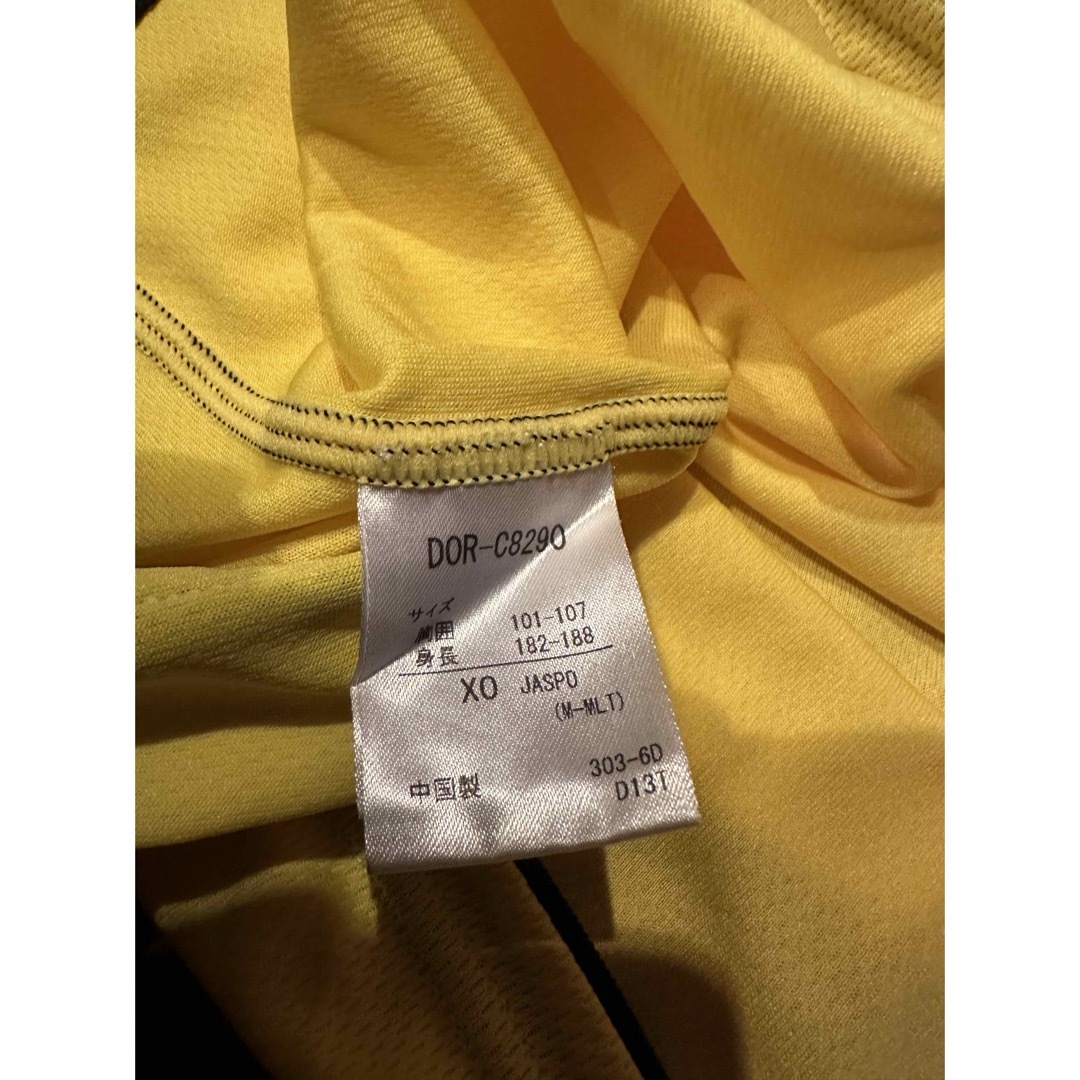 DOR-C8290
サイズ
胸囲 101-107
身長 182-188
XO JASPO
(M-MLT)
303-6D
中国製 D13T